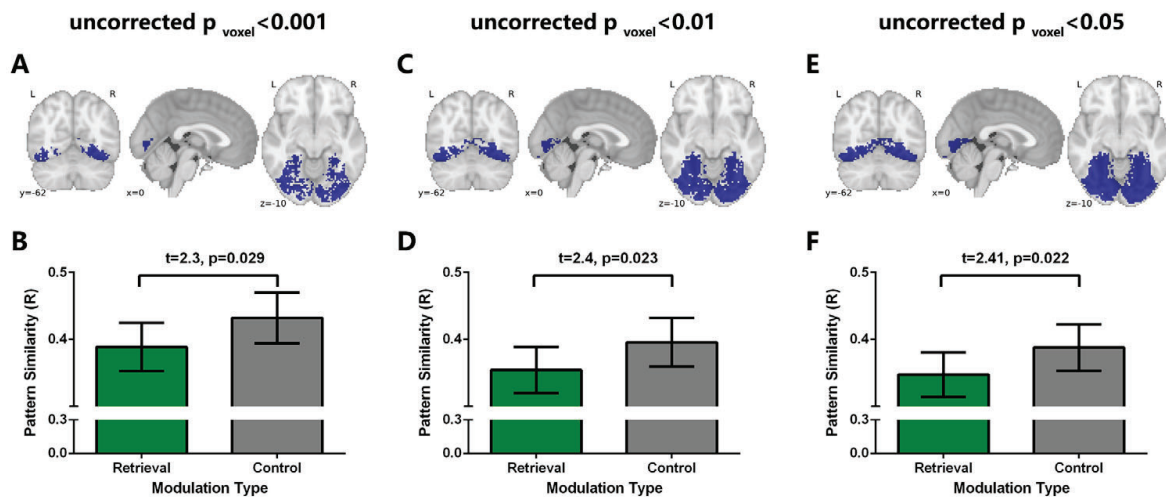 uncorrected p voxel<0.001
uncorrected p voxel<0.01
uncorrected p voxel<0.05
A
L R
y=-62
x=0
z=-10
L R
C
L R
y=-62
x=0
z=-10
L R
E
L R
y=-62
x=0
z=-10
L R
B
t=2.3, p=0.029
Pattern Similarity (R)
0.5
0.4
0.3
0.0
Retrieval Control
Modulation Type
D
t=2.4, p=0.023
Pattern Similarity (R)
0.5
0.4
0.3
0.0
Retrieval Control
Modulation Type
F
t=2.41, p=0.022
Pattern Similarity (R)
0.5
0.4
0.3
0.0
Retrieval Control
Modulation Type